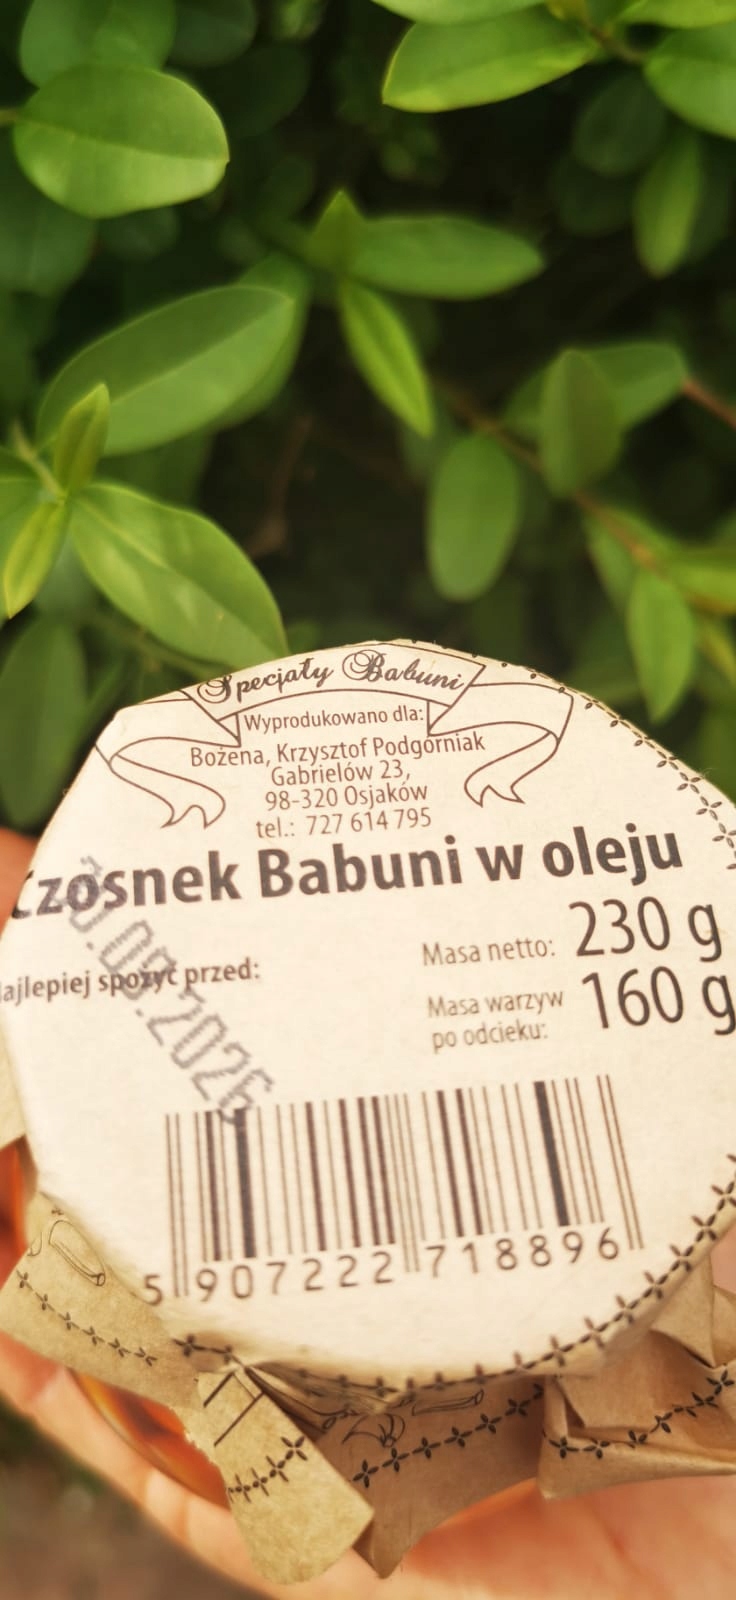 Specjały Babuni
Wyprodukowano dla:
Bożena, Krzysztof Podgórniak
Gabrielów 23,
98-320 Osjaków
tel.: 727 614 795
Czosnek Babuni w oleju
Masa netto: 230 g
Najlepiej spożyć przed:
Masa warzyw
po odcieku: 160 g
5 907222 718896